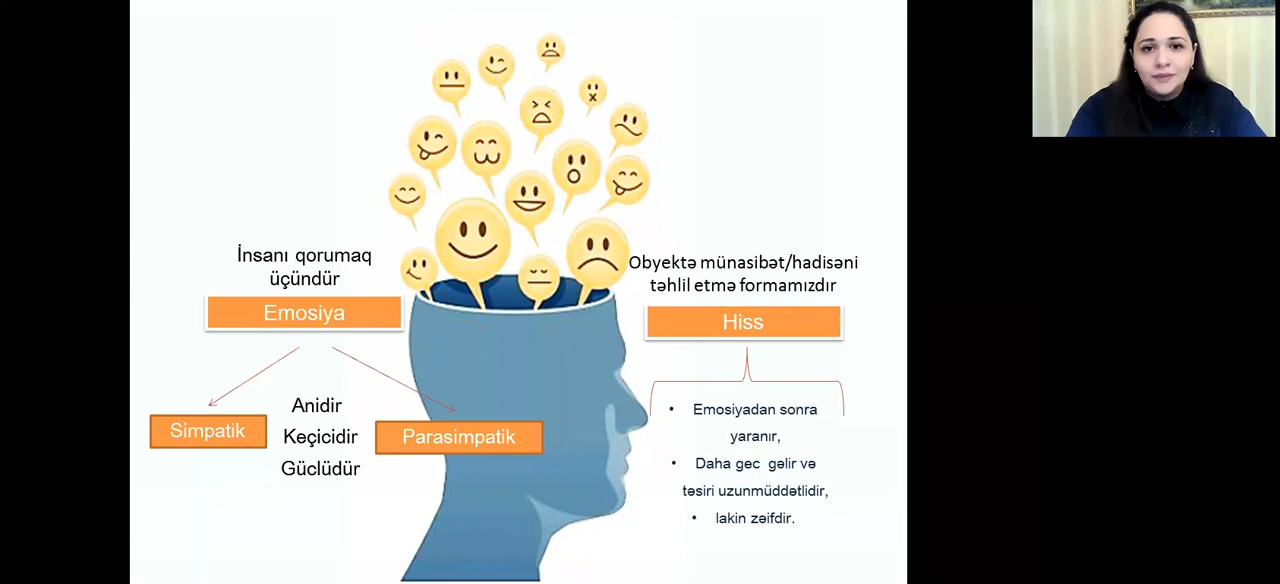 İnsanı qorumaq
üçündür
Emosiya
Simpatik
Anidir
Keçicidir
Güclüdür
Parasimpatik
Obyektə münasibət/hadisəni
təhlil etmə formamızdır
Hiss
• Emosiyadan sonra
yaranır,
• Daha gec gəlir və
təsiri uzunmüddətlidir,
• lakin zəifdir.